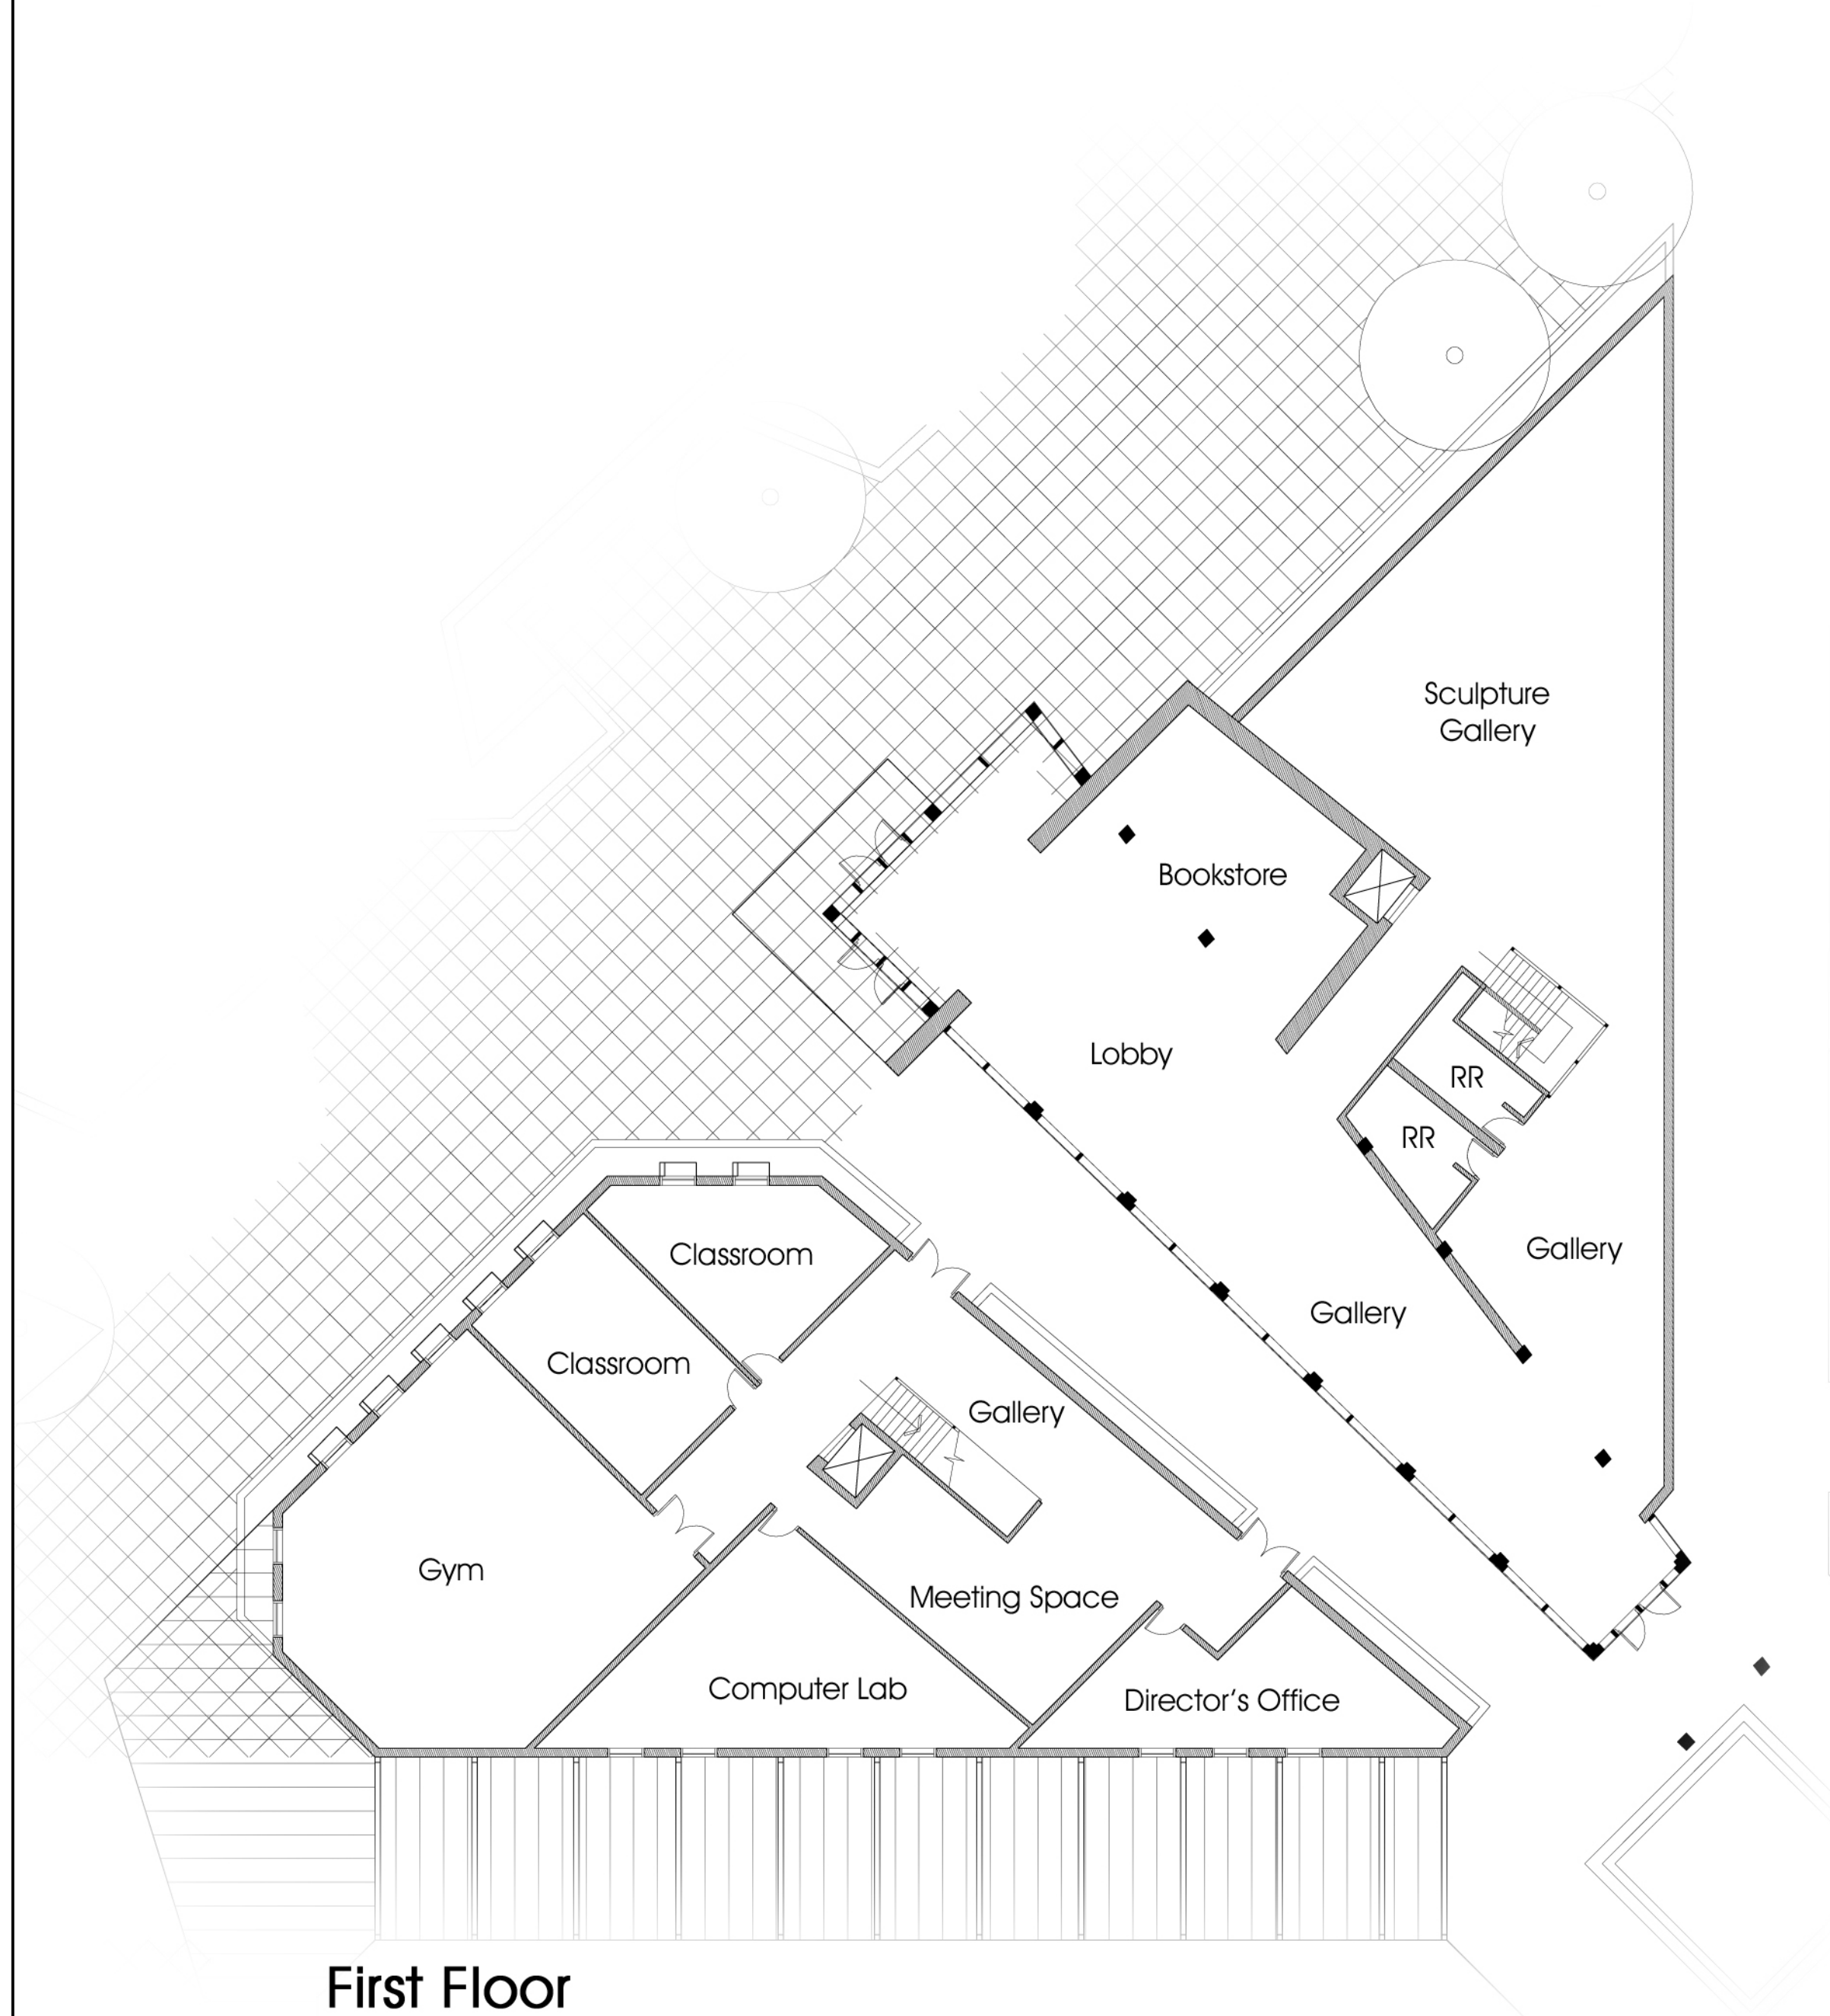 Sculpture
Gallery
Bookstore
Lobby
RR
RR
Gallery
Classroom
Gallery
Classroom
Gallery
Gym
Meeting Space
Computer Lab
Director's Office
First Floor